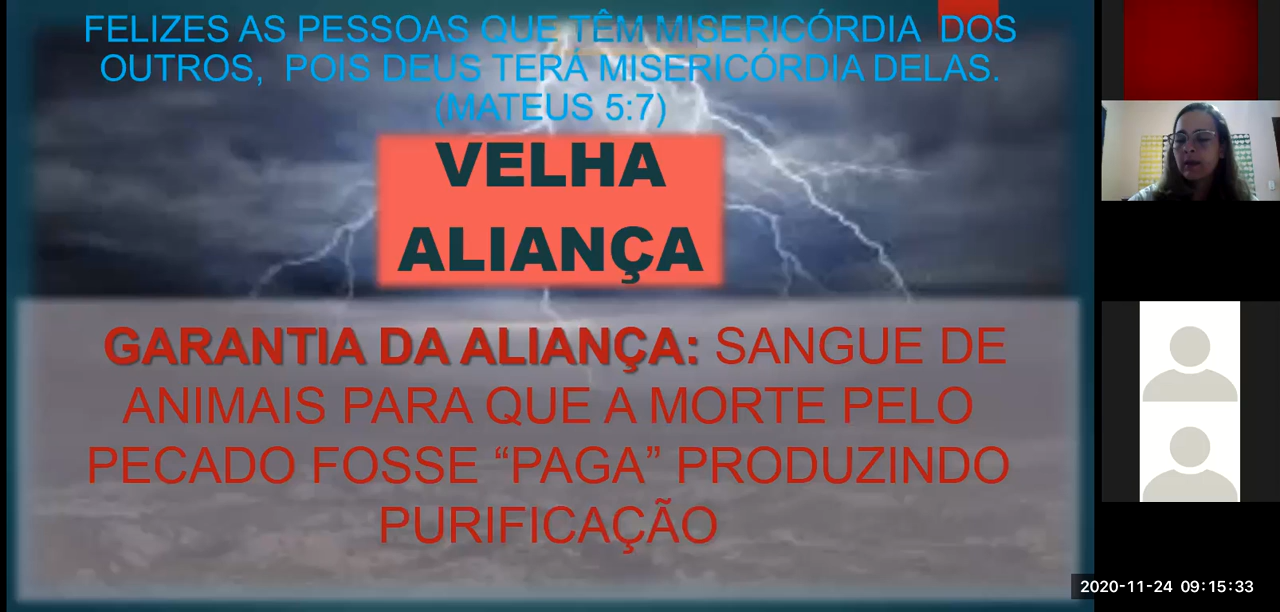 FELIZES AS PESSOAS QUE TÊM MISERICÓRDIA DOS
OUTROS, POIS DEUS TERÁ MISERICÓRDIA DELAS.
(MATEUS 5:7)
VELHA
ALIANÇA
GARANTIA DA ALIANÇA: SANGUE DE
ANIMAIS PARA QUE A MORTE PELO
PECADO FOSSE “PAGA” PRODUZINDO
PURIFICAÇÃO
2020-11-24 09:15:33